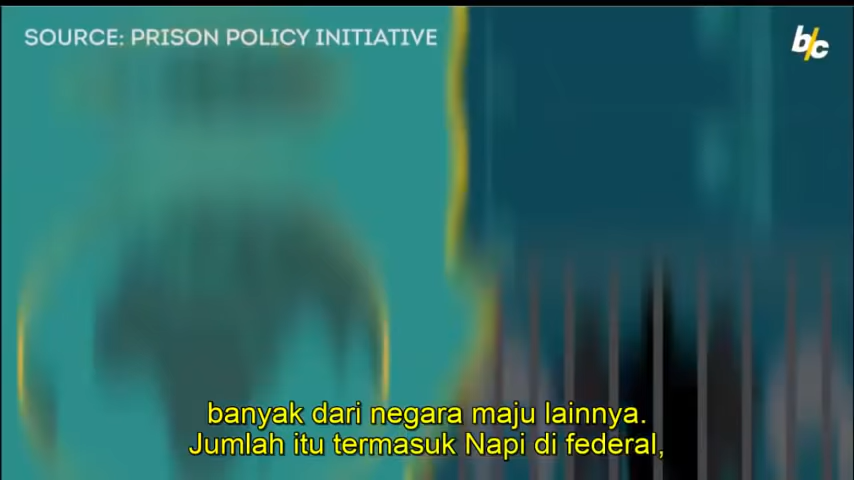 SOURCE: PRISON POLICY INITIATIVE
b/c
banyak dari negara maju lainnya.
Jumlah itu termasuk Napi di federal,